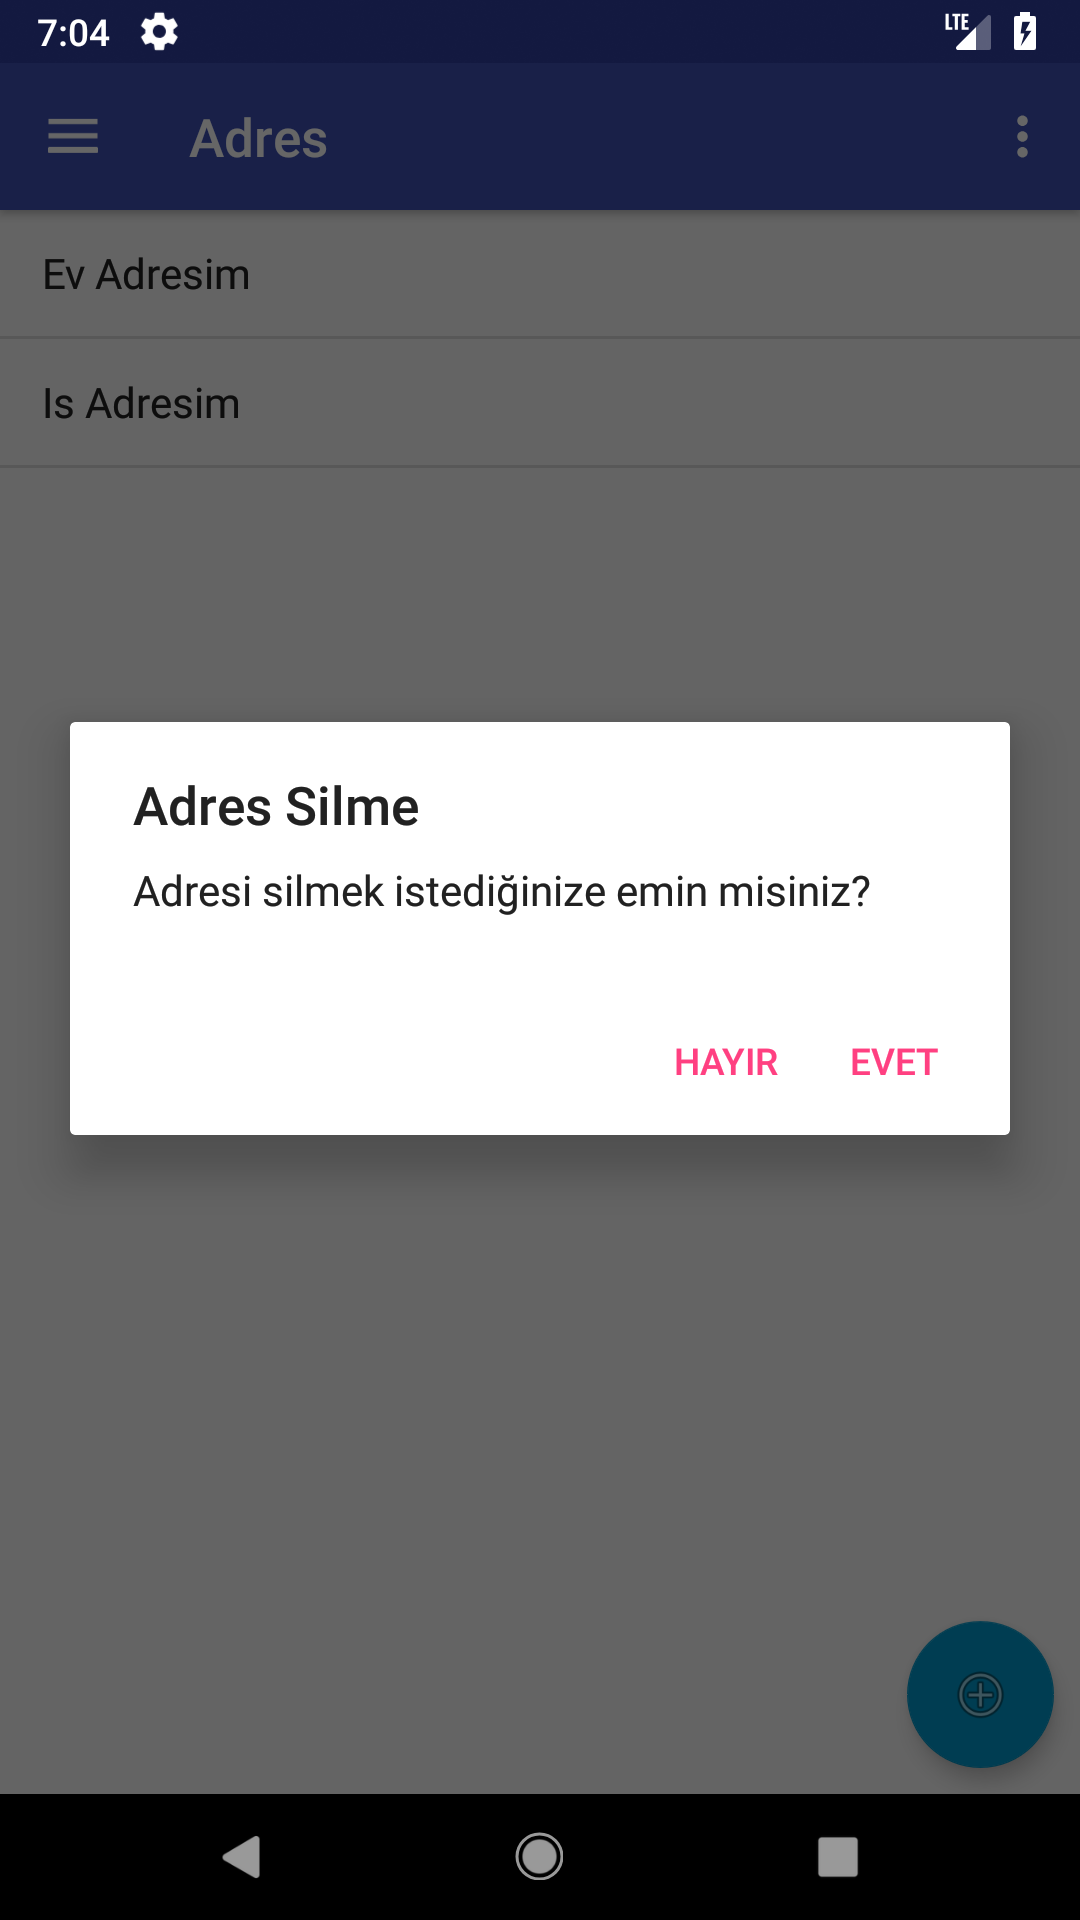 7:04 LTE
Adres
Ev Adresim
Is Adresim
Adres Silme
Adresi silmek istediğinize emin misiniz?
HAYIR EVET